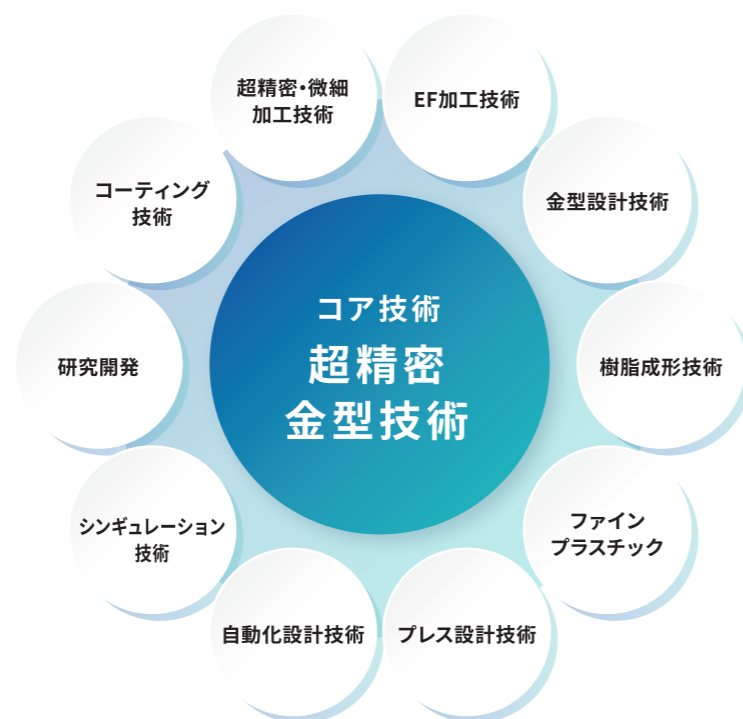 超精密・微細
加工技術
EF加工技術
コーティング
技術
金型設計技術
コア技術
超精密
金型技術
研究開発
樹脂成形技術
シンギュレーション
技術
ファイン
プラスチック
自動化設計技術
プレス設計技術